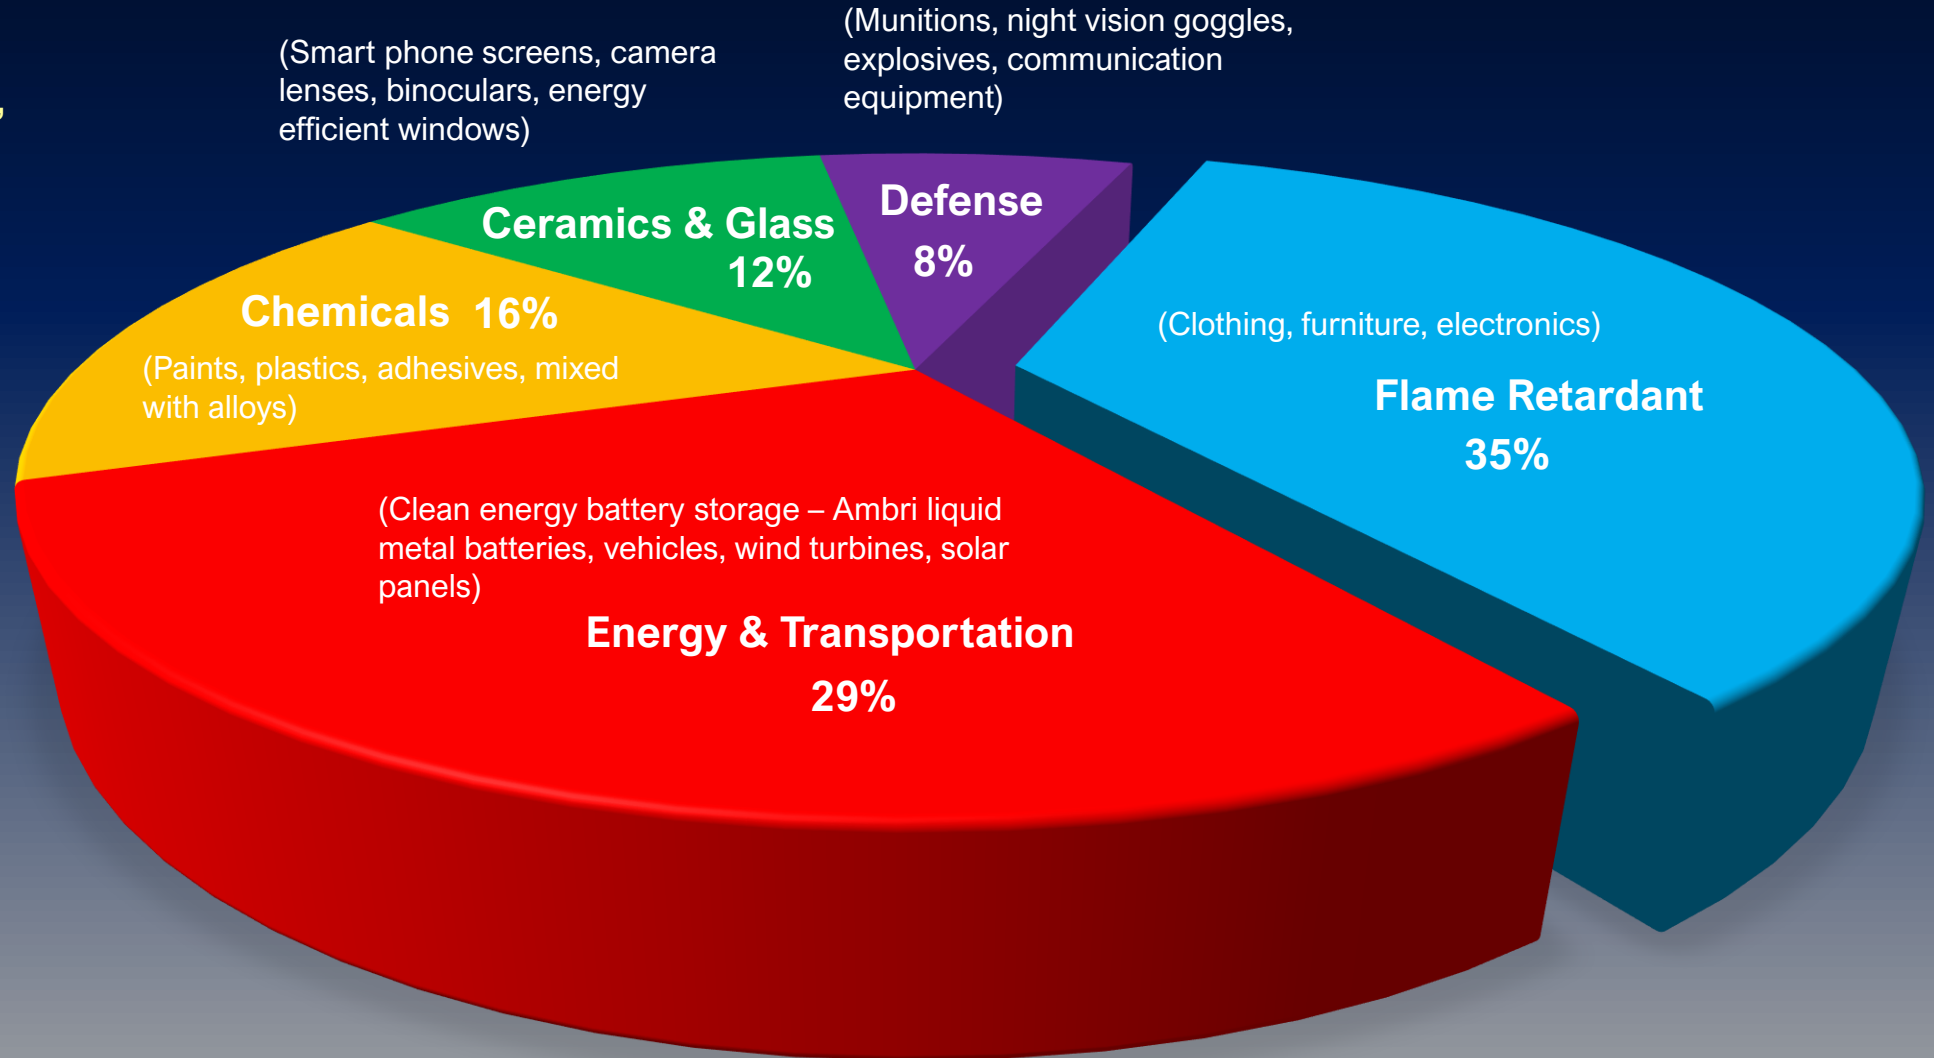 (Munitions, night vision goggles,
explosives, communication
equipment)
(Smart phone screens, camera
lenses, binoculars, energy
efficient windows)
Defense
8%
Ceramics & Glass
12%
Chemicals 16%
(Paints, plastics, adhesives, mixed
with alloys)
(Clothing, furniture, electronics)
Flame Retardant
35%
(Clean energy battery storage – Ambri liquid
metal batteries, vehicles, wind turbines, solar
panels)
Energy & Transportation
29%